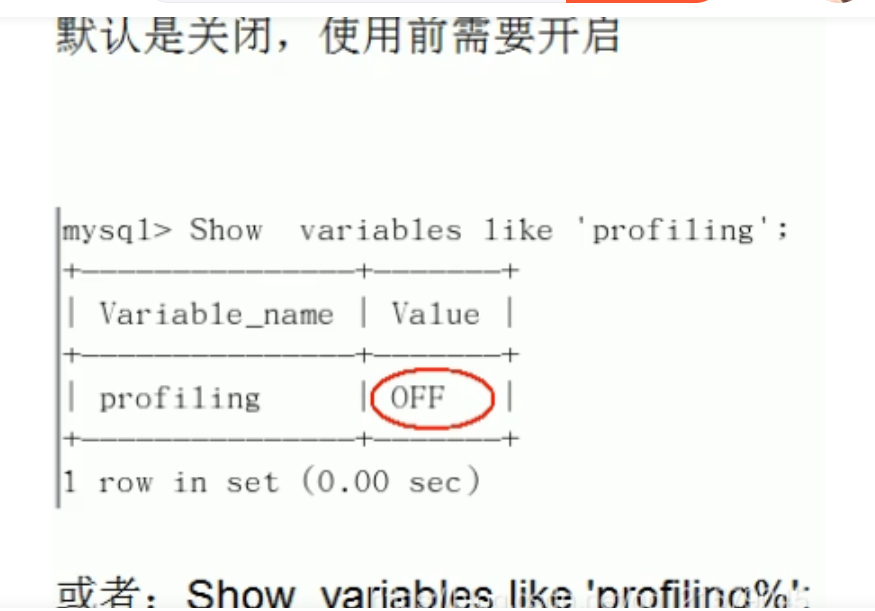 默认是关闭，使用前需要开启
mysql> Show  variables like 'profiling';
+———————————————+———————+
| Variable_name | Value |
+———————————————+———————+
| profiling     | OFF   |
+———————————————+———————+
1 row in set (0.00 sec)
或者：Show  variables like 'profiling%';